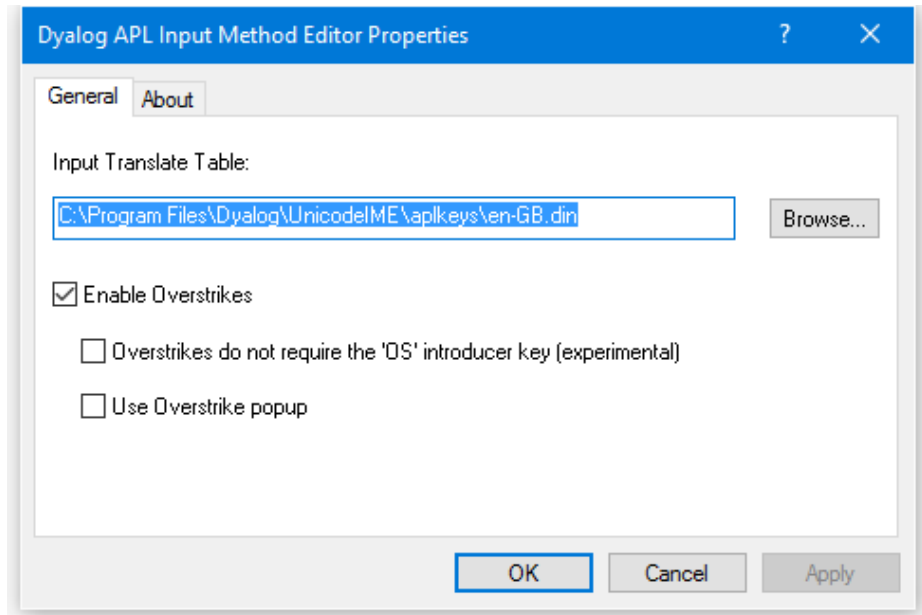 Dyalog APL Input Method Editor Properties ? ×
General About
Input Translate Table:
C:\Program Files\Dyalog\UnicodeIME\aplkeys\en-GB.din Browse...
Enable Overstrikes
Overstrikes do not require the 'OS' introducer key (experimental)
Use Overstrike popup
OK Cancel Apply